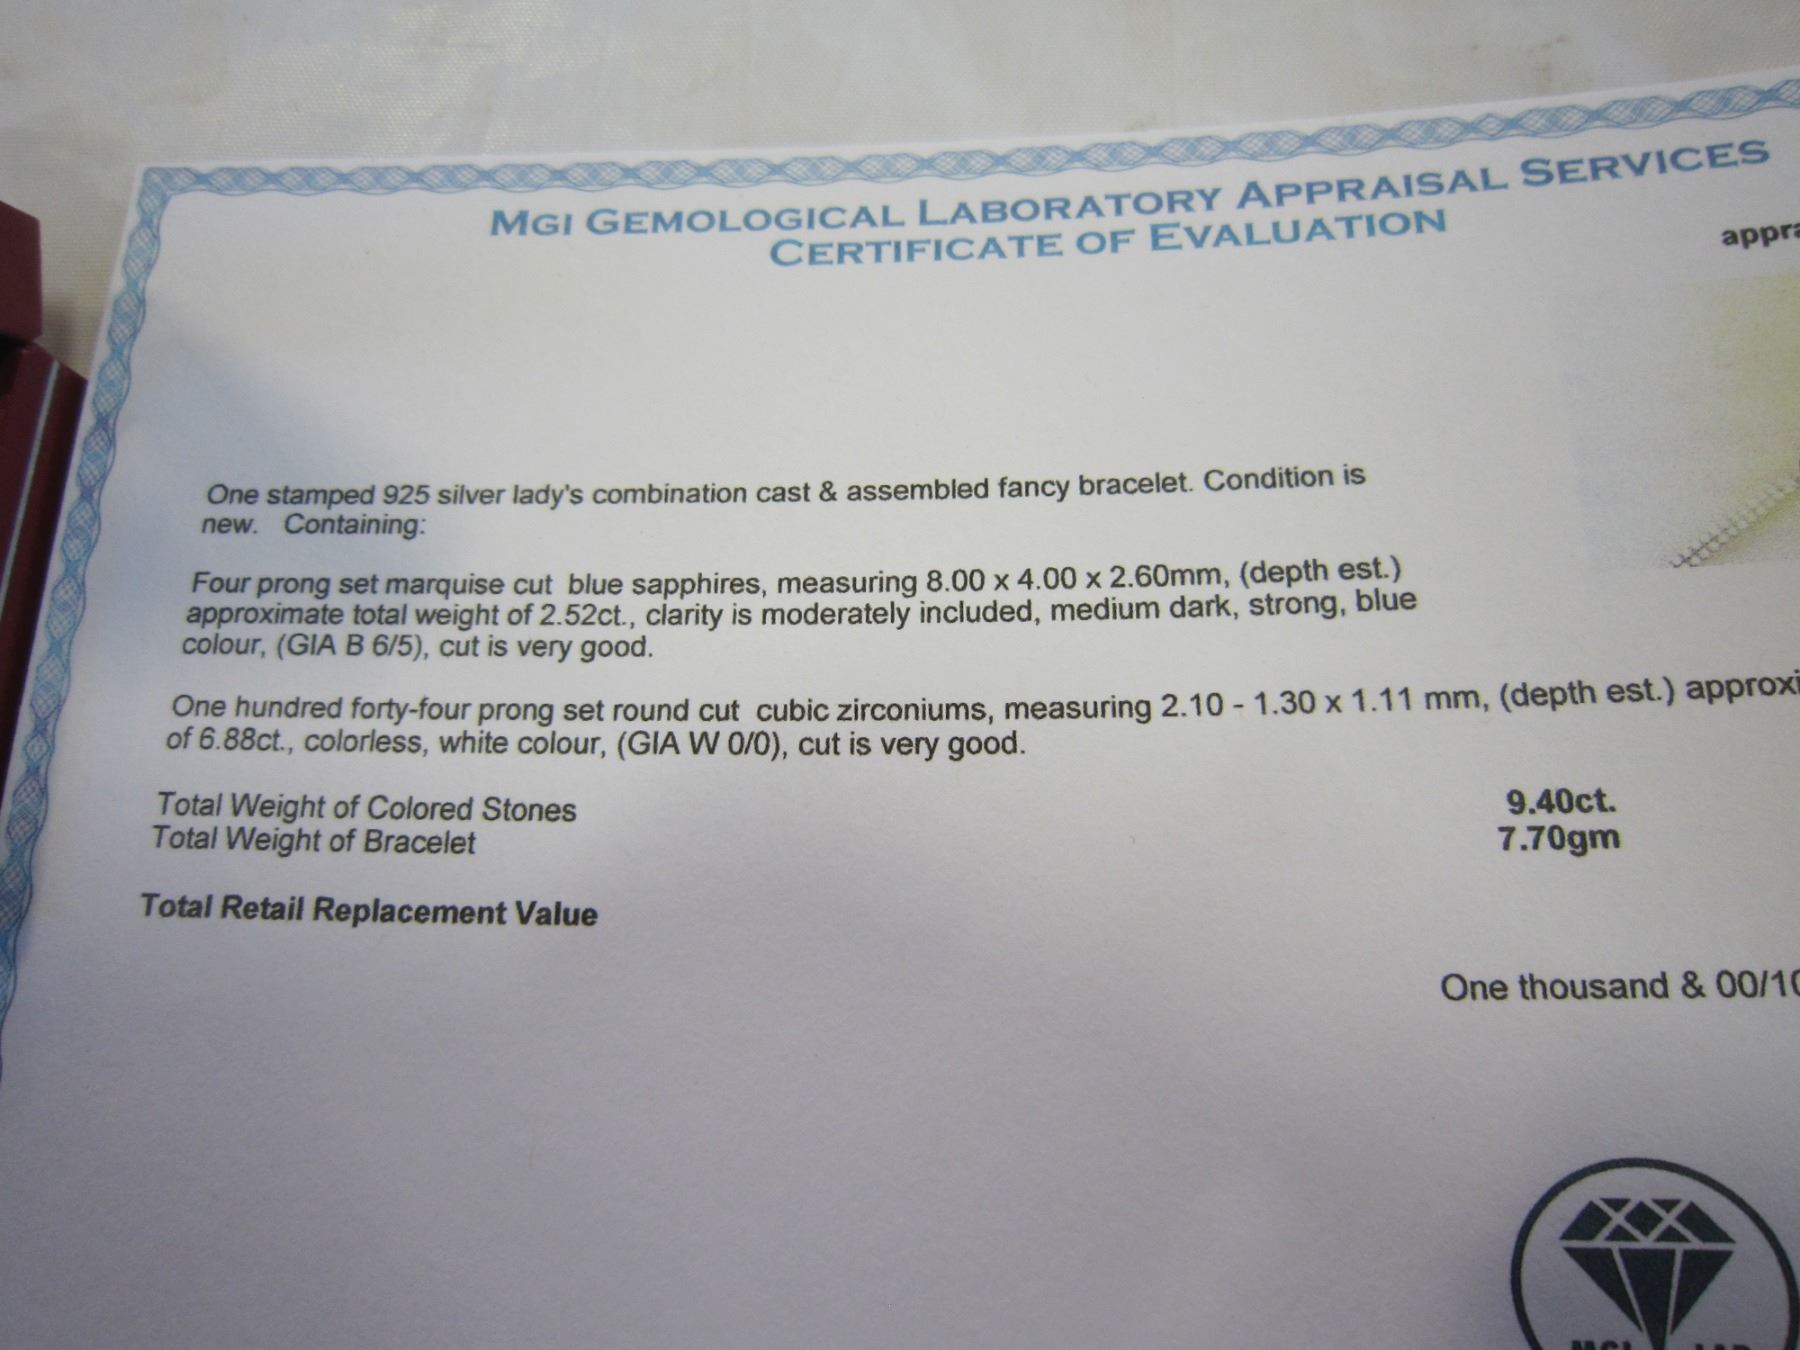 MGI GEMOLOGICAL LABORATORY APPRAISAL SERVICES
CERTIFICATE OF EVALUATION
One stamped 925 silver lady's combination cast & assembled fancy bracelet. Condition is
new. Containing:
Four prong set marquise cut blue sapphires, measuring 8.00 x 4.00 x 2.60mm, (depth est.)
approximate total weight of 2.52ct., clarity is moderately included, medium dark, strong, blue
colour, (GIA B 6/5), cut is very good.
One hundred forty-four prong set round cut cubic zirconiums, measuring 2.10 - 1.30 x 1.11 mm, (depth est.)
of 6.88ct., colorless, white colour, (GIA W 0/0), cut is very good.
Total Weight of Colored Stones 9.40ct.
Total Weight of Bracelet 7.70gm
Total Retail Replacement Value
One thousand & 00/10